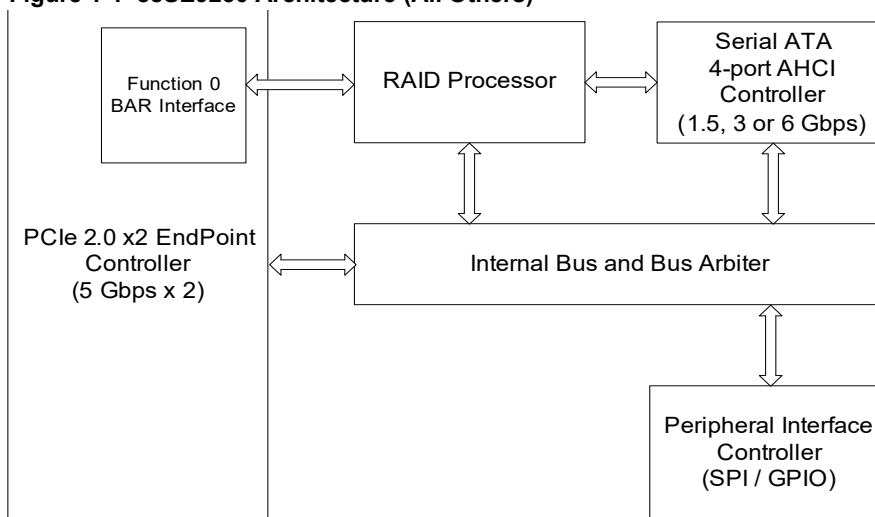 Function 0
BAR Interface
RAID Processor
Serial ATA
4-port AHCI
Controller
(1.5, 3 or 6 Gbps)
PCIe 2.0 x2 EndPoint
Controller
(5 Gbps x 2)
Internal Bus and Bus Arbiter
Peripheral Interface
Controller
(SPI / GPIO)